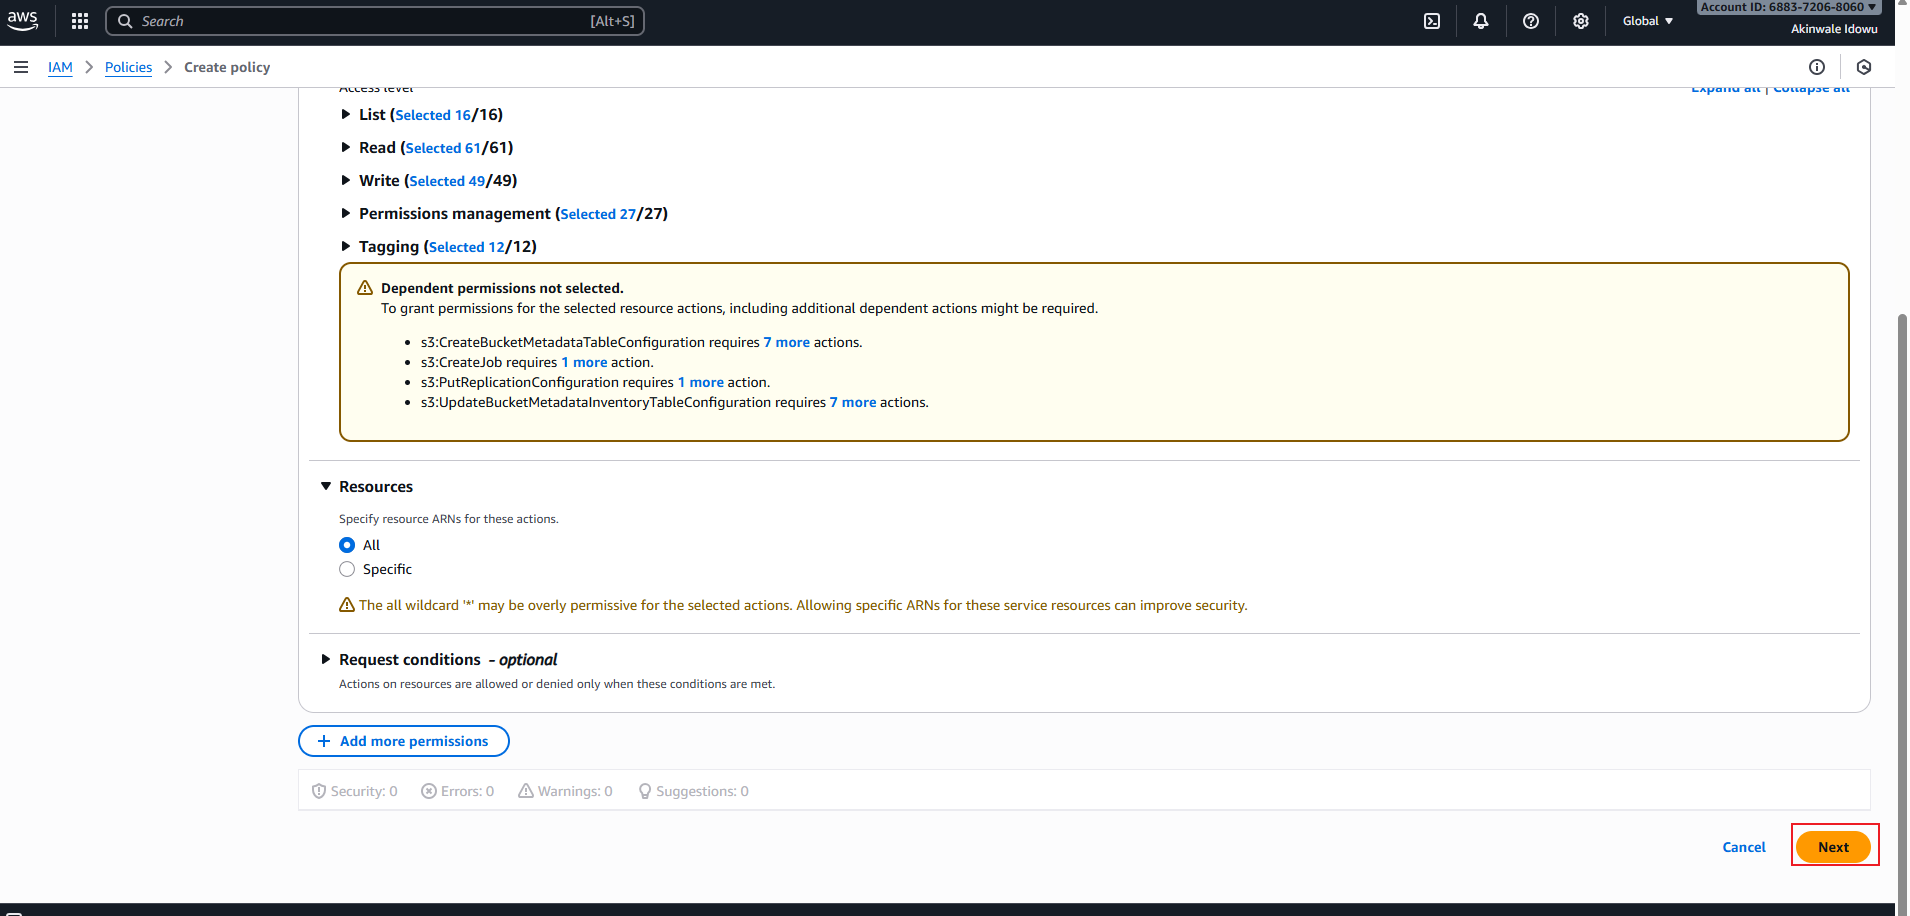 aws
Search
[Alt+S]
Global
Account ID: 6883-7206-8060
Akinwale Idowu
IAM
Policies
Create policy
Access level
Expand all | Collapse all
List (Selected 16/16)
Read (Selected 61/61)
Write (Selected 49/49)
Permissions management (Selected 27/27)
Tagging (Selected 12/12)
Dependent permissions not selected.
To grant permissions for the selected resource actions, including additional dependent actions might be required.
• s3:CreateBucketMetadataTableConfiguration requires 7 more actions.
• s3:CreateJob requires 1 more action.
• s3:PutReplicationConfiguration requires 1 more action.
• s3:UpdateBucketMetadataInventoryTableConfiguration requires 7 more actions.
Resources
Specify resource ARNs for these actions.
All
Specific
The all wildcard '*' may be overly permissive for the selected actions. Allowing specific ARNs for these service resources can improve security.
Request conditions - optional
Actions on resources are allowed or denied only when these conditions are met.
+ Add more permissions
Security: 0
Errors: 0
Warnings: 0
Suggestions: 0
Cancel
Next